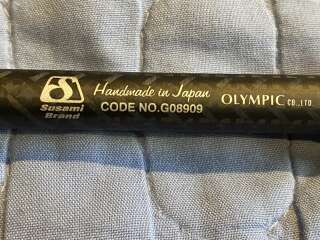 Susami
Brand
Handmade in Japan
CODE NO.G08909
OLYMPIC CO.,LTD